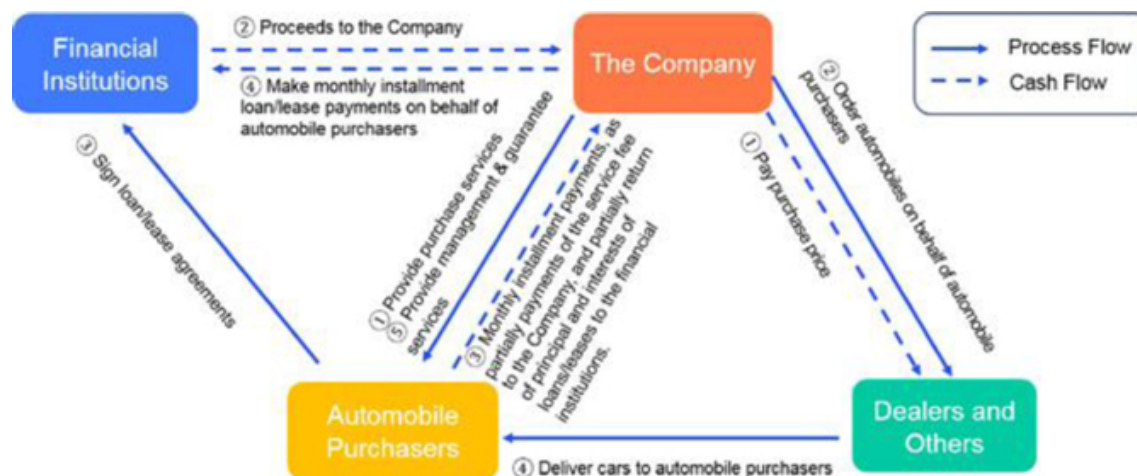 ② Proceeds to the Company
Financial
Institutions
The Company
Process Flow
Cash Flow
④ Make monthly installment
loan/lease payments on behalf of
automobile purchasers
③ Sign loan/lease agreements
① Provide purchase services
⑤ Provide management & guarantee
services
③ Monthly installment payments, as
partially payments of the service fee
to the Company, and partially return
of principal and interests of
loans/leases to the financial
institutions.
① Pay purchase price
② Order automobiles on behalf of automobile
purchasers
Automobile
Purchasers
Dealers and
Others
④ Deliver cars to automobile purchasers